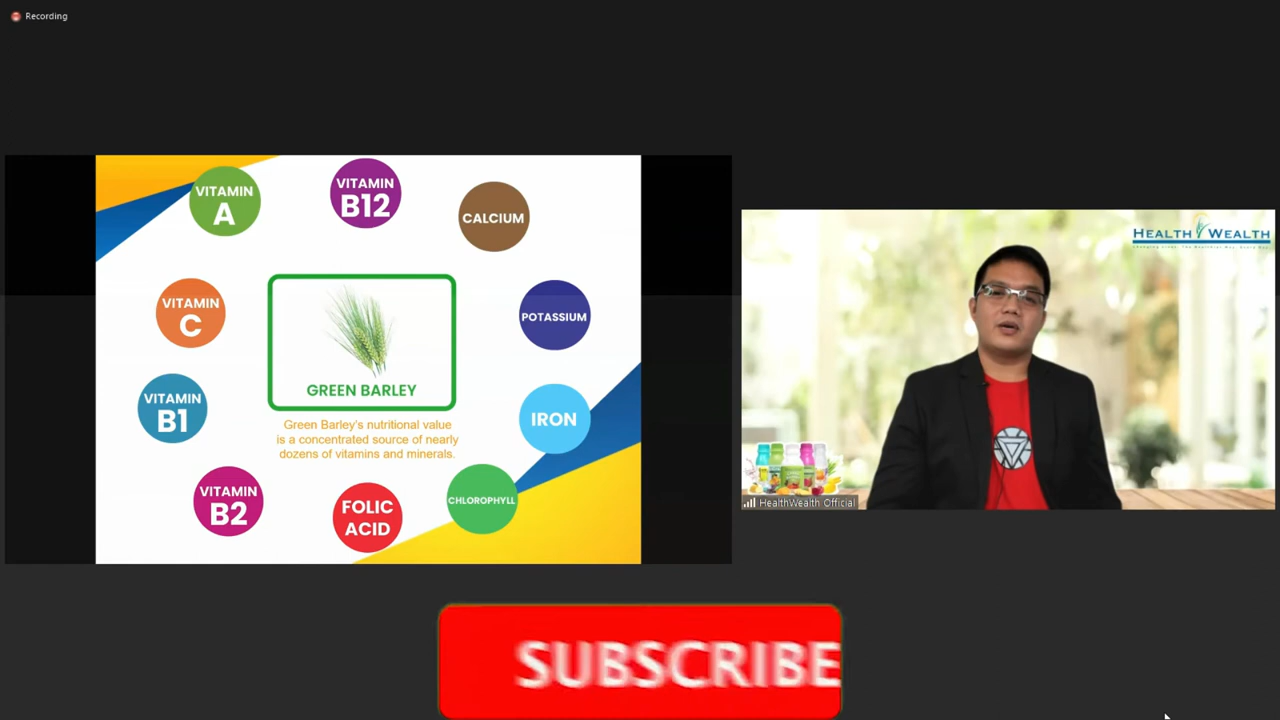 Recording
VITAMIN
A
VITAMIN
B12
CALCIUM
VITAMIN
C
POTASSIUM
GREEN BARLEY
VITAMIN
B1
IRON
Green Barley's nutritional value
is a concentrated source of nearly
dozens of vitamins and minerals.
VITAMIN
B2
FOLIC
ACID
CHLOROPHYLL
HEALTH WEALTH
HealthWealth Official
SUBSCRIBE